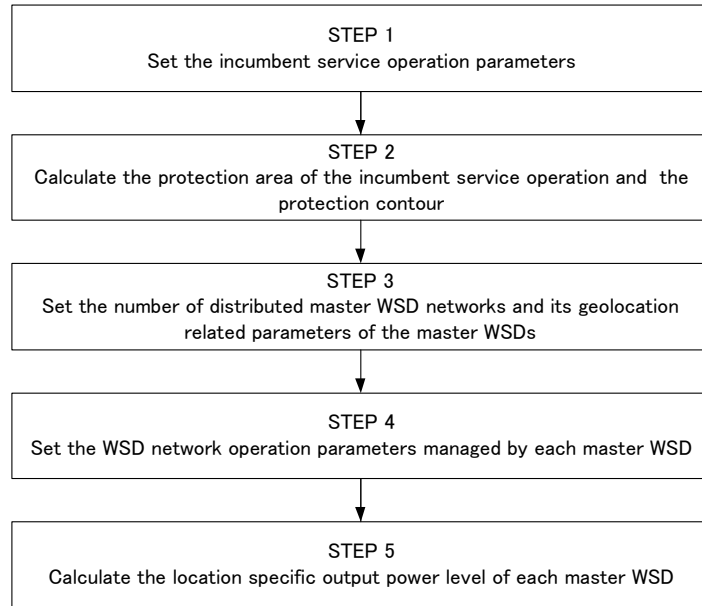 STEP 1
Set the incumbent service operation parameters
STEP 2
Calculate the protection area of the incumbent service operation and the
protection contour
STEP 3
Set the number of distributed master WSD networks and its geolocation
related parameters of the master WSDs
STEP 4
Set the WSD network operation parameters managed by each master WSD
STEP 5
Calculate the location specific output power level of each master WSD